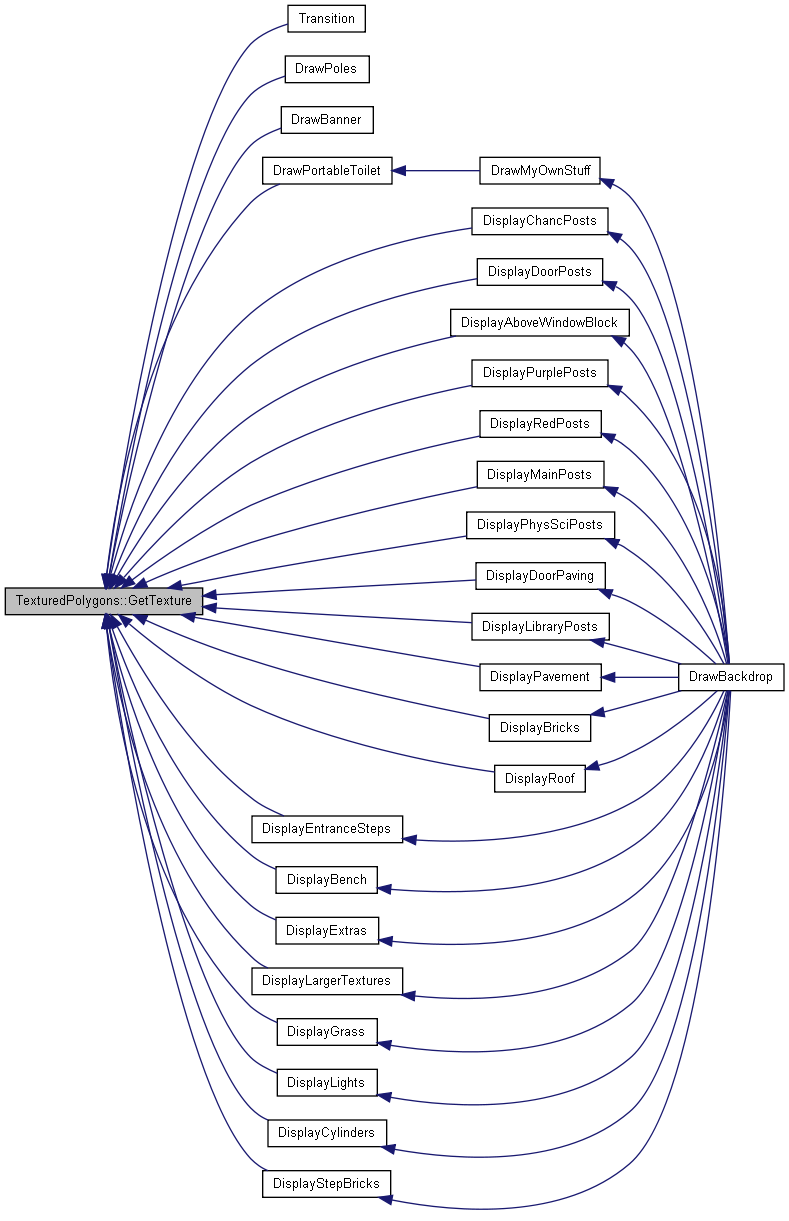 Transition
DrawPoles
DrawBanner
DrawPortableToilet
DrawMyOwnStuff
DisplayChancPosts
DisplayDoorPosts
DisplayAboveWindowBlock
DisplayPurplePosts
DisplayRedPosts
DisplayMainPosts
DisplayPhysSciPosts
DisplayDoorPaving
TexturedPolygons::GetTexture
DisplayLibraryPosts
DisplayPavement
DrawBackdrop
DisplayBricks
DisplayRoof
DisplayEntranceSteps
DisplayBench
DisplayExtras
DisplayLargerTextures
DisplayGrass
DisplayLights
DisplayCylinders
DisplayStepBricks